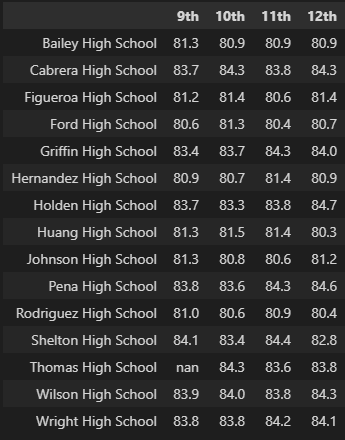 9th 10th 11th 12th
Bailey High School 81.3 80.9 80.9 80.9
Cabrera High School 83.7 84.3 83.8 84.3
Figueroa High School 81.2 81.4 80.6 81.4
Ford High School 80.6 81.3 80.4 80.7
Griffin High School 83.4 83.7 84.3 84.0
Hernandez High School 80.9 80.7 81.4 80.9
Holden High School 83.7 83.3 83.8 84.7
Huang High School 81.3 81.5 81.4 80.3
Johnson High School 81.3 80.8 80.6 81.2
Pena High School 83.8 83.6 84.3 84.6
Rodriguez High School 81.0 80.6 80.9 80.4
Shelton High School 84.1 83.4 84.4 82.8
Thomas High School nan 84.3 83.6 83.8
Wilson High School 83.9 84.0 83.8 84.3
Wright High School 83.8 83.8 84.2 84.1